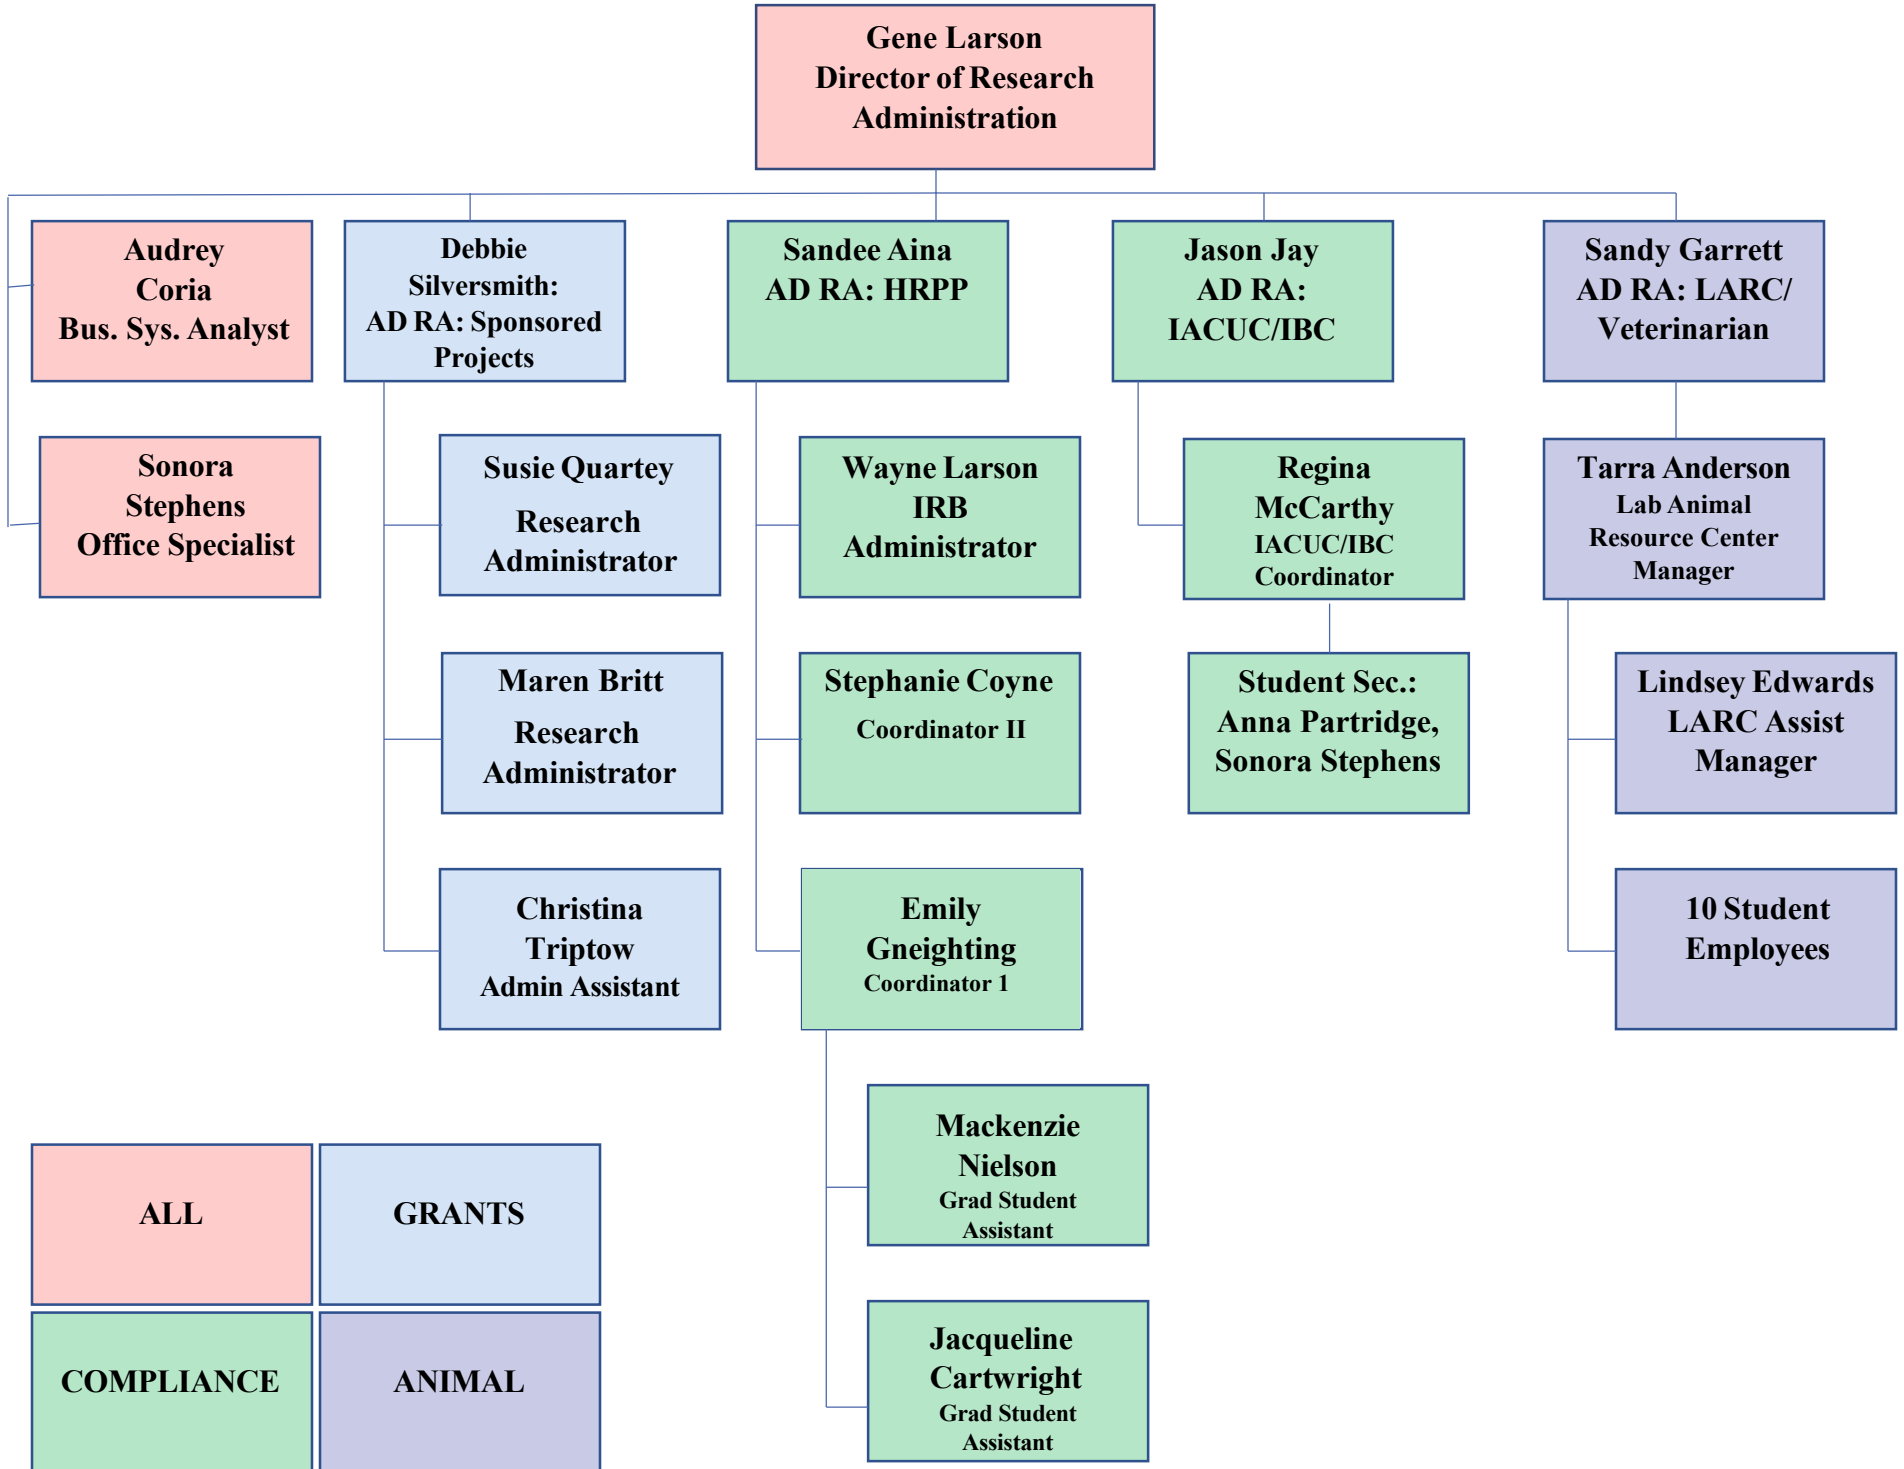 Gene Larson
Director of Research
Administration
Audrey
Coria
Bus. Sys. Analyst
Debbie
Silversmith:
AD RA: Sponsored
Projects
Sandee Aina
AD RA: HRPP
Jason Jay
AD RA:
IACUC/IBC
Sandy Garrett
AD RA: LARC/
Veterinarian
Sonora
Stephens
Office Specialist
Susie Quartey
Research
Administrator
Wayne Larson
IRB
Administrator
Regina
McCarthy
IACUC/IBC
Coordinator
Tarra Anderson
Lab Animal
Resource Center
Manager
Maren Britt
Research
Administrator
Stephanie Coyne
Coordinator II
Student Sec.:
Anna Partridge,
Sonora Stephens
Lindsey Edwards
LARC Assist
Manager
Christina
Triptow
Admin Assistant
Emily
Gneighting
Coordinator 1
10 Student
Employees
Mackenzie
Nielson
Grad Student
Assistant
Jacqueline
Cartwright
Grad Student
Assistant
ALL
GRANTS
COMPLIANCE
ANIMAL